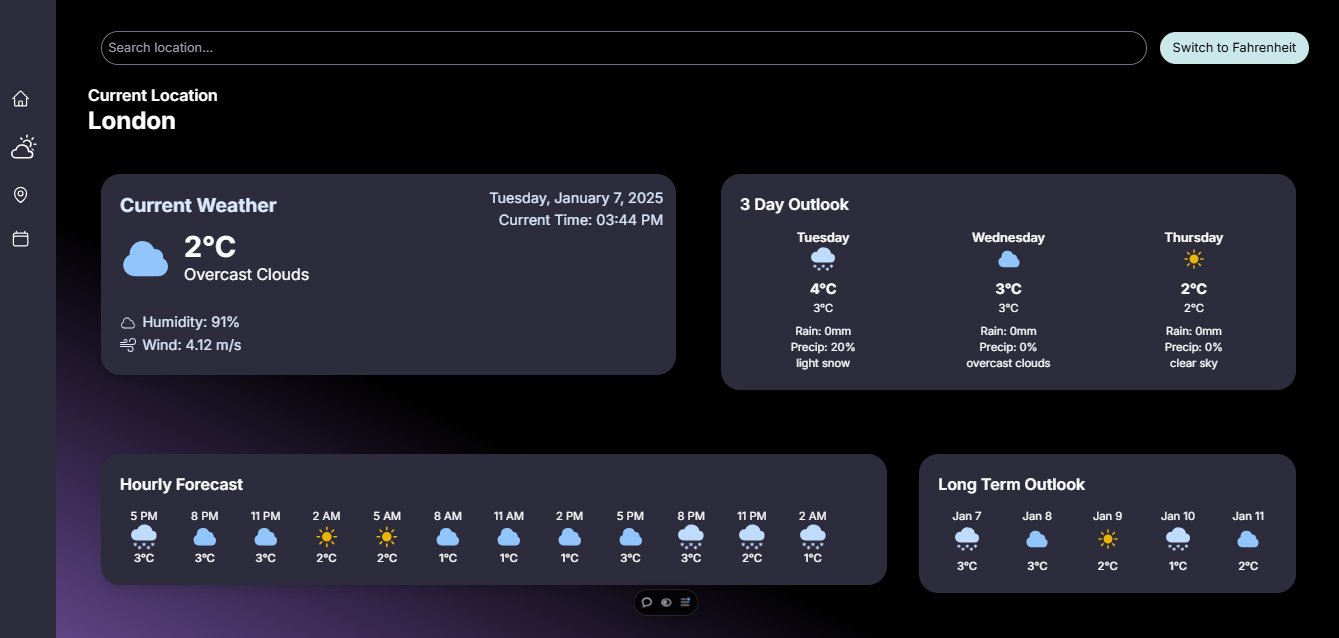 Search location...
Switch to Fahrenheit
Current Location
London
Current Weather
Tuesday, January 7, 2025
Current Time: 03:44 PM
2°C
Overcast Clouds
Humidity: 91%
Wind: 4.12 m/s
3 Day Outlook
Tuesday
4°C
3°C
Rain: 0mm
Precip: 20%
light snow
Wednesday
3°C
3°C
Rain: 0mm
Precip: 0%
overcast clouds
Thursday
2°C
2°C
Rain: 0mm
Precip: 0%
clear sky
Hourly Forecast
5 PM 8 PM 11 PM 2 AM 5 AM 8 AM 11 AM 2 PM 5 PM 8 PM 11 PM 2 AM
3°C 3°C 3°C 2°C 2°C 1°C 1°C 1°C 3°C 3°C 2°C 1°C
Long Term Outlook
Jan 7 Jan 8 Jan 9 Jan 10 Jan 11
3°C 3°C 2°C 1°C 2°C